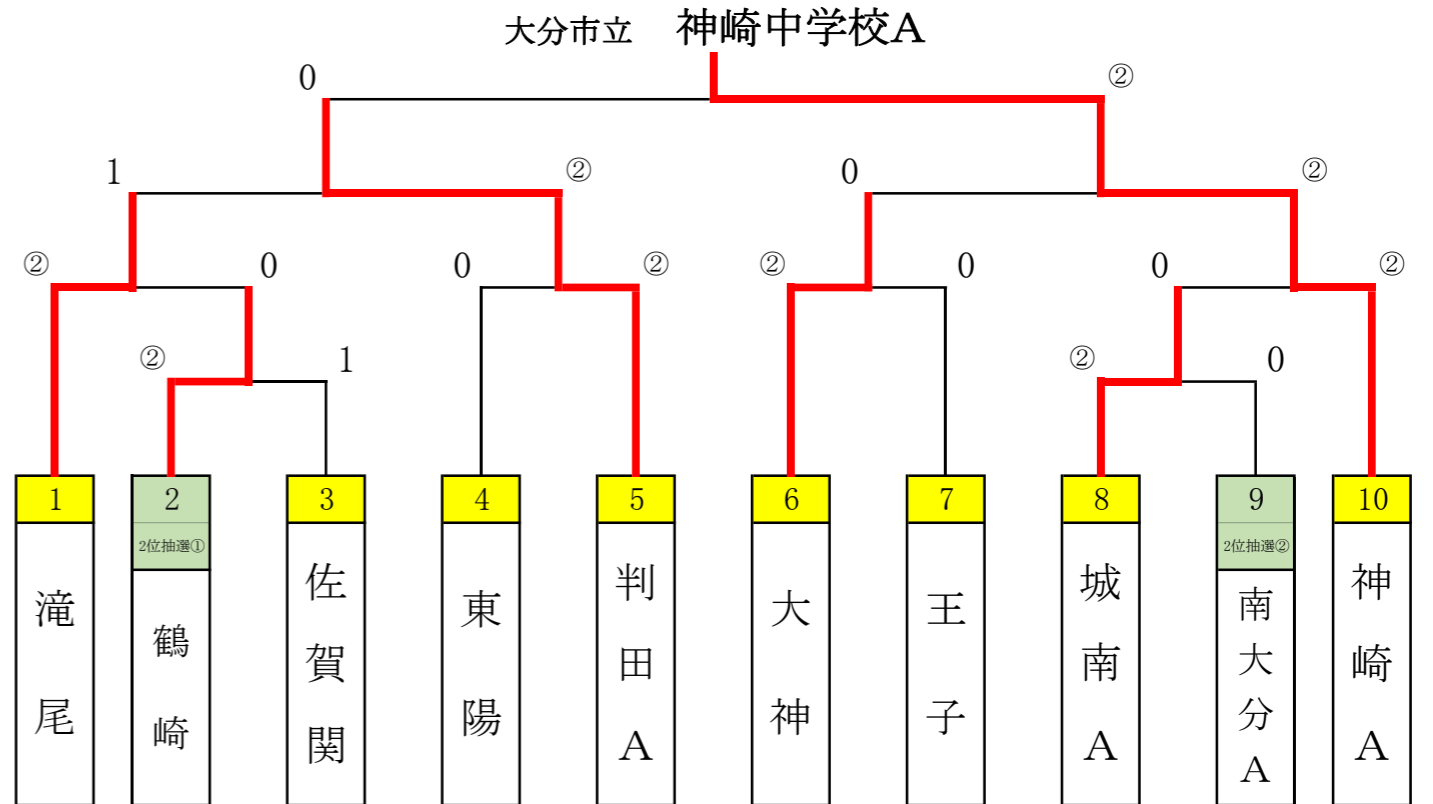 大分市立　神崎中学校A
0 ②
1 ② 0 ②
② 0 0 ② ② 0 0 ②
② 1 ② 0
1 2 3 4 5 6 7 8 9 10
2位抽選① 2位抽選②
滝尾
鶴崎
佐賀関
東陽
判田A
大神
王子
城南A
南大分A
神崎A